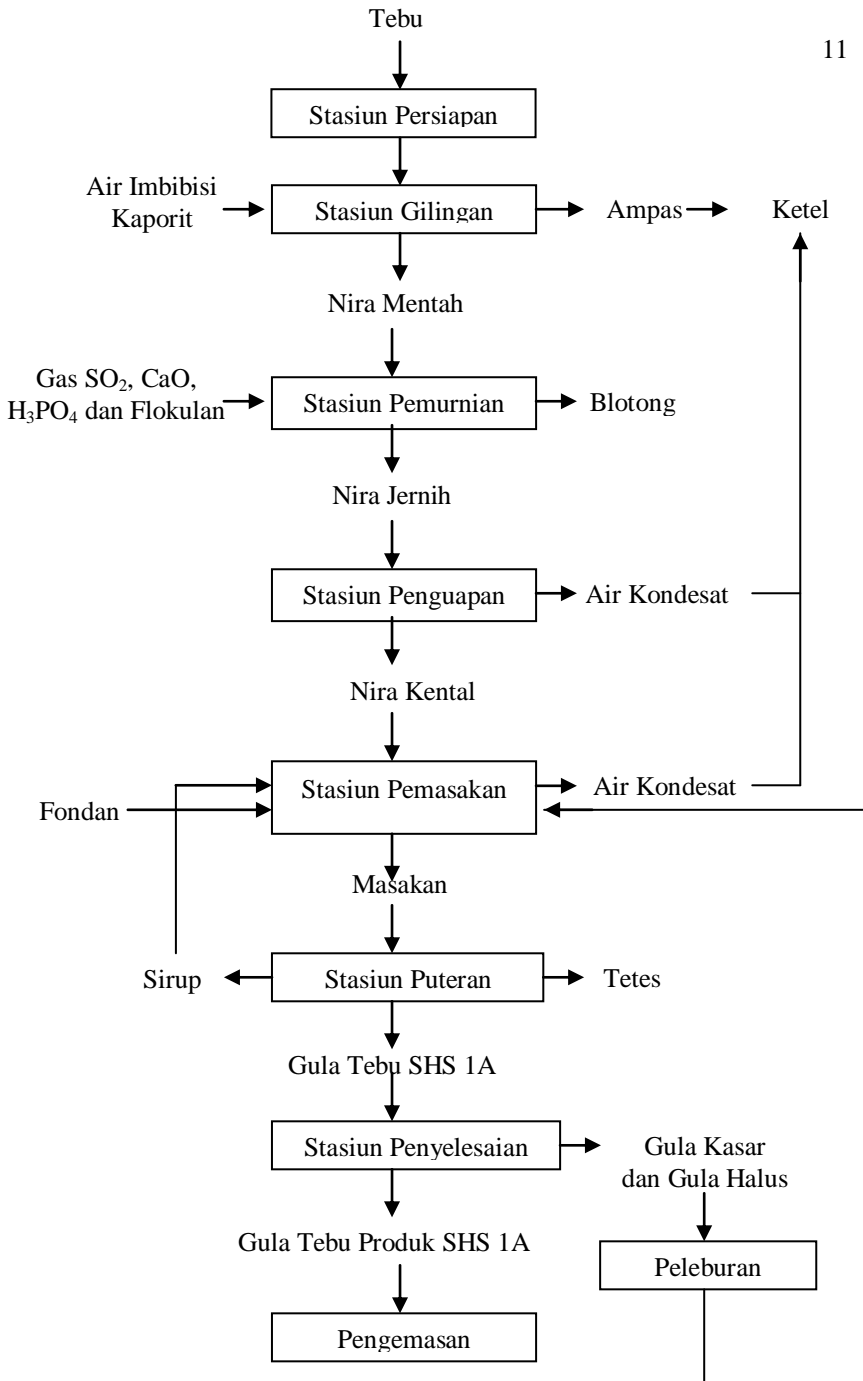 Tebu
11
Stasiun Persiapan
Air Imbibisi
Kaporit
Stasiun Gilingan
Ampas
Ketel
Nira Mentah
Gas SO₂, CaO,
H₃PO₄ dan Flokulan
Stasiun Pemurnian
Blotong
Nira Jernih
Stasiun Penguapan
Air Kondesat
Nira Kental
Stasiun Pemasakan
Air Kondesat
Fondan
Masakan
Sirup
Stasiun Puteran
Tetes
Gula Tebu SHS 1A
Stasiun Penyelesaian
Gula Kasar
dan Gula Halus
Gula Tebu Produk SHS 1A
Peleburan
Pengemasan